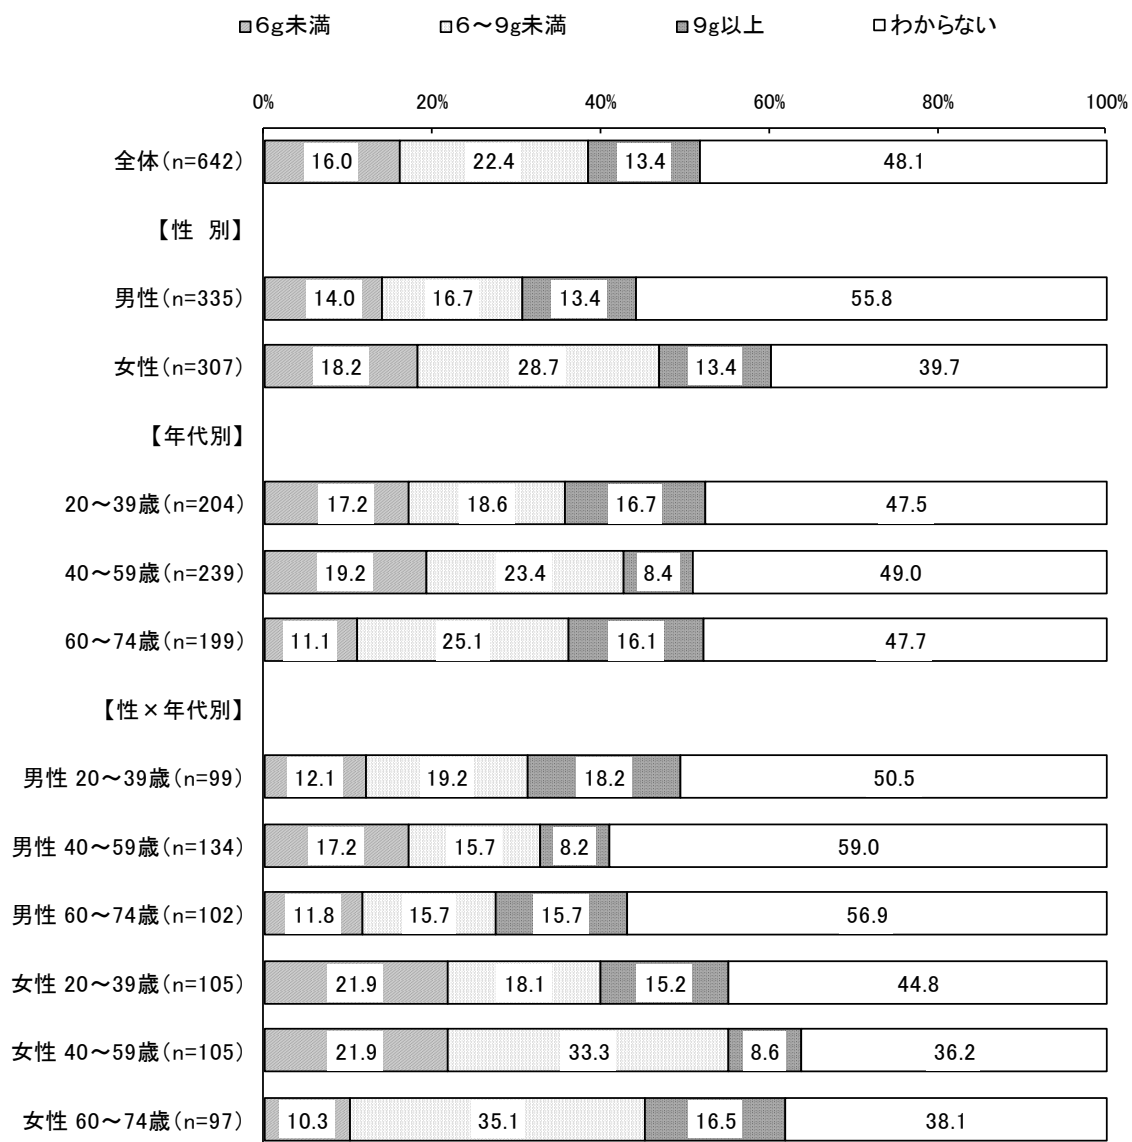 6g未満 6～9g未満 9g以上 わからない
0% 20% 40% 60% 80% 100%
全体(n=642) 16.0 22.4 13.4 48.1
【性 別】
男性(n=335) 14.0 16.7 13.4 55.8
女性(n=307) 18.2 28.7 13.4 39.7
【年代別】
20～39歳(n=204) 17.2 18.6 16.7 47.5
40～59歳(n=239) 19.2 23.4 8.4 49.0
60～74歳(n=199) 11.1 25.1 16.1 47.7
【性×年代別】
男性 20～39歳(n=99) 12.1 19.2 18.2 50.5
男性 40～59歳(n=134) 17.2 15.7 8.2 59.0
男性 60～74歳(n=102) 11.8 15.7 15.7 56.9
女性 20～39歳(n=105) 21.9 18.1 15.2 44.8
女性 40～59歳(n=105) 21.9 33.3 8.6 36.2
女性 60～74歳(n=97) 10.3 35.1 16.5 38.1